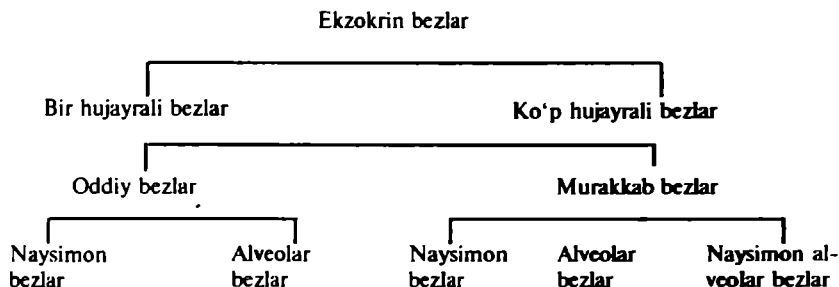 Ekzokrin bezlar
Bir hujayrali bezlar Ko‘p hujayrali bezlar
Oddiy bezlar Murakkab bezlar
Naysimon bezlar
Alveolar bezlar
Naysimon bezlar
Alveolar bezlar
Naysimon al-
veolar bezlar